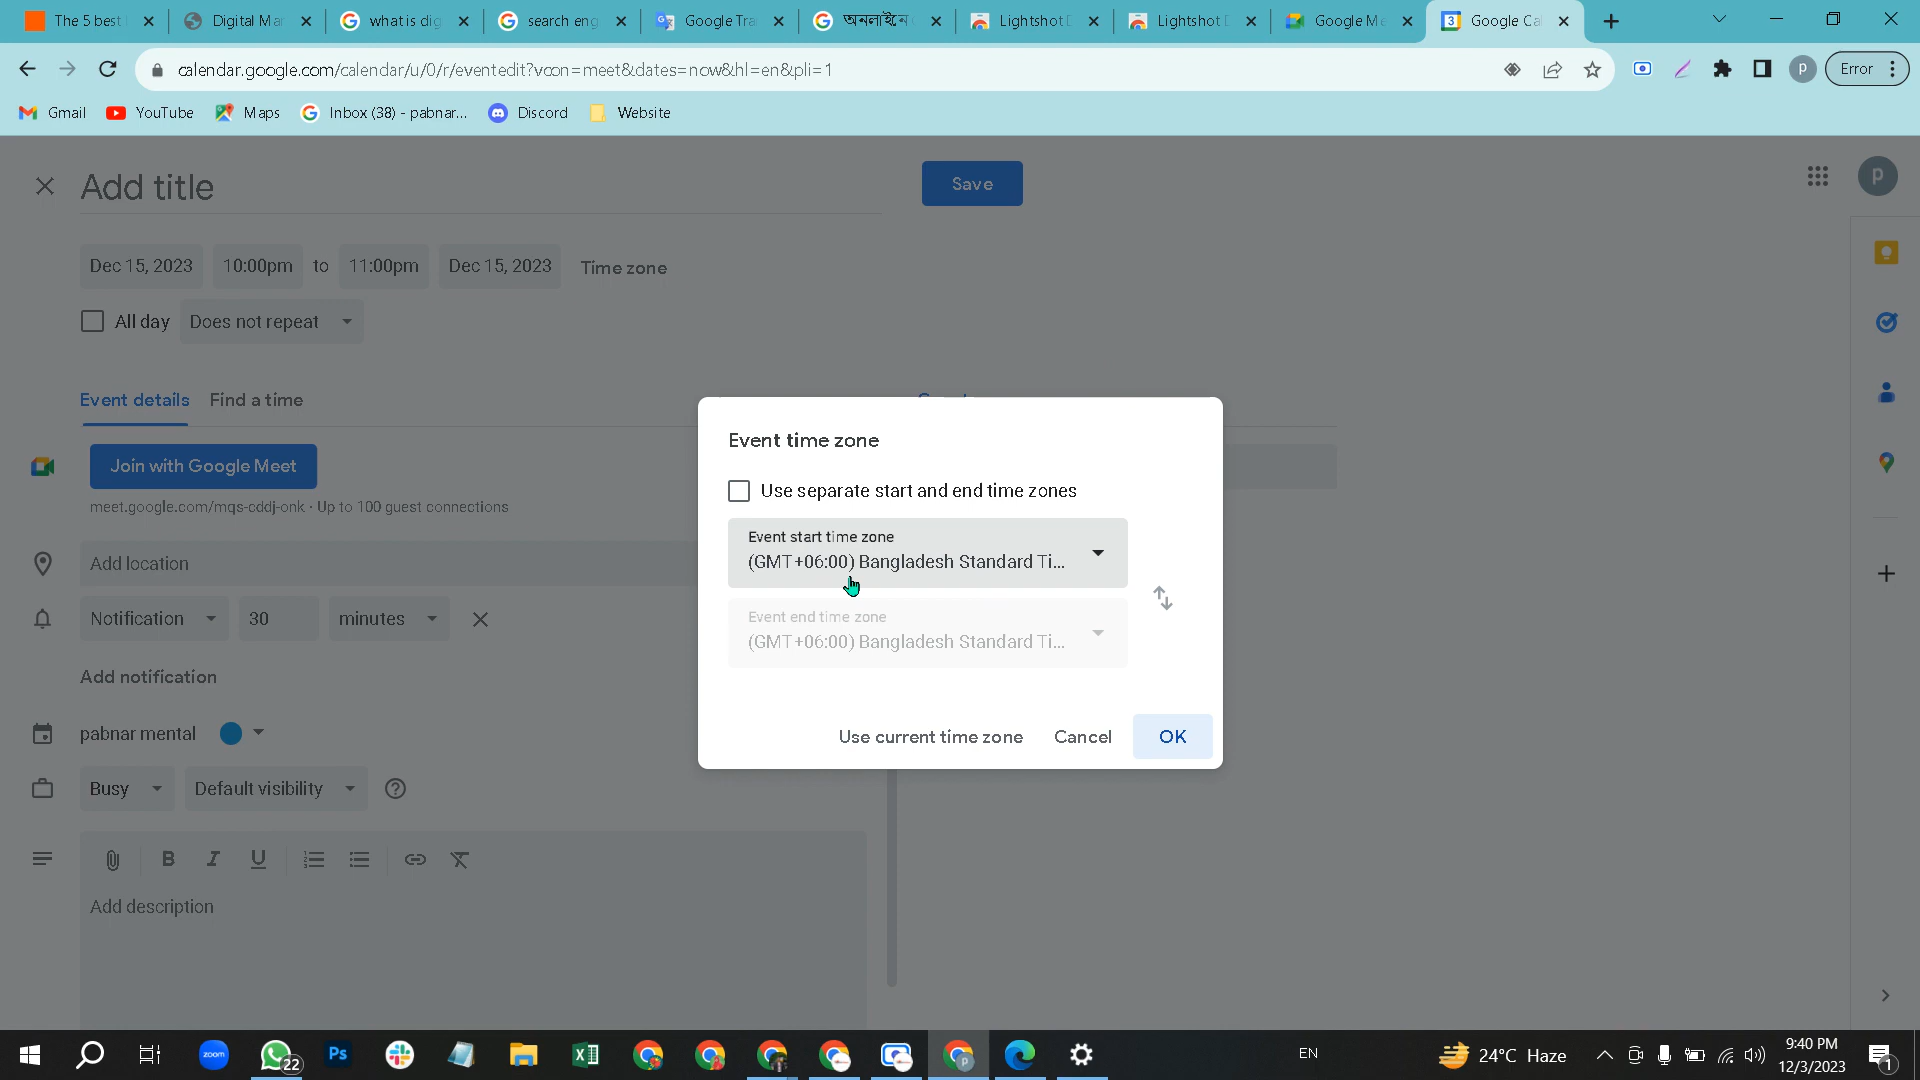 The 5 best
Digital Ma
what is dig
search eng
Google Tra
অনলাইনে
Lightshot
Lightshot
Google Me
Google Ca
calendar.google.com/calendar/u/0/r/eventedit?vcon=meet&dates=now&hl=en&pli=1
p
Error
Gmail
YouTube
Maps
Inbox (38) - pabnar...
Discord
Website
Add title
Save
p
Dec 15, 2023
10:00pm
to
11:00pm
Dec 15, 2023
Time zone
All day
Does not repeat
Event details
Find a time
Join with Google Meet
meet.google.com/mqs-cddj-onk · Up to 100 guest connections
Add location
Notification
30
minutes
Add notification
pabnar mental
Busy
Default visibility
B I U
Add description
Event time zone
Use separate start and end time zones
Event start time zone
(GMT+06:00) Bangladesh Standard Ti...
Event end time zone
(GMT+06:00) Bangladesh Standard Ti...
Use current time zone
Cancel
OK
zoom
22
Ps
EN
24°C Haze
9:40 PM
12/3/2023
1